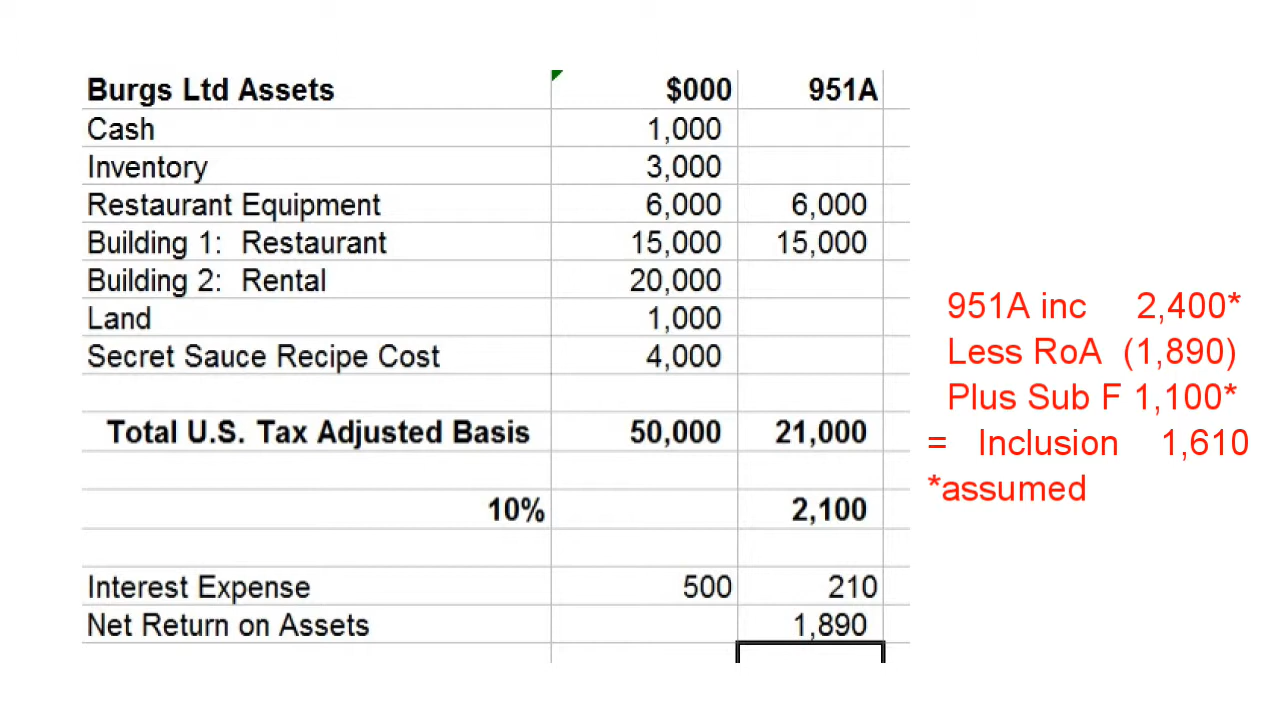 Burgs Ltd Assets $000 951A
Cash 1,000
Inventory 3,000
Restaurant Equipment 6,000 6,000
Building 1: Restaurant 15,000 15,000
Building 2: Rental 20,000
Land 1,000
Secret Sauce Recipe Cost 4,000
Total U.S. Tax Adjusted Basis 50,000 21,000
10% 2,100
Interest Expense 500 210
Net Return on Assets 1,890
951A inc 2,400*
Less RoA (1,890)
Plus Sub F 1,100*
= Inclusion 1,610
*assumed